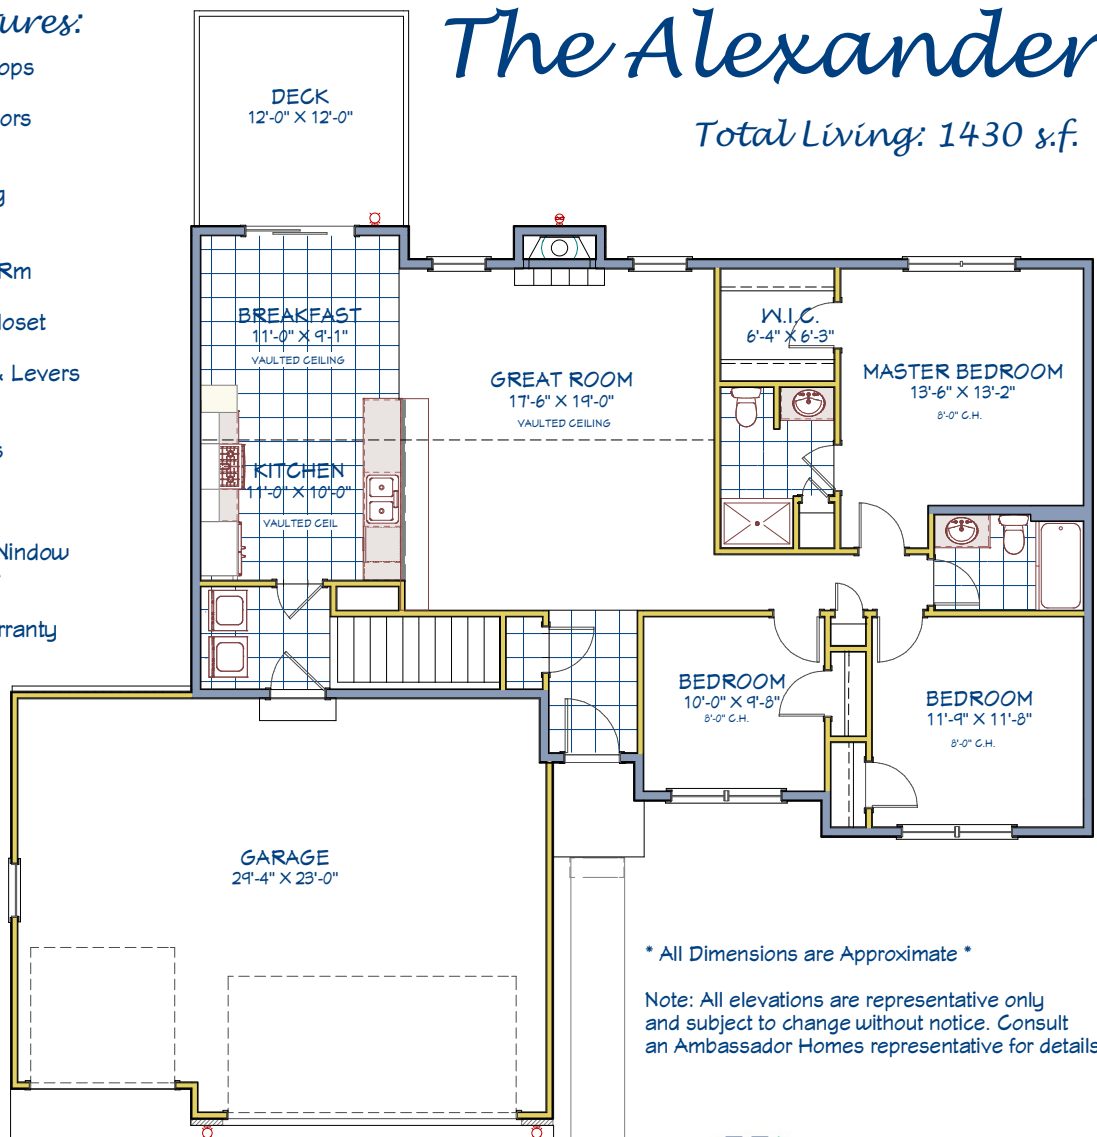 The Alexander
Total Living: 1430 s.f.
DECK
12'-0" X 12'-0"
BREAKFAST
11'-0" X 9'-1"
VAULTED CEILING
GREAT ROOM
17'-6" X 19'-0"
VAULTED CEILING
W.I.C.
6'-4" X 6'-3"
MASTER BEDROOM
13'-6" X 13'-2"
8'-0" C.H.
KITCHEN
11'-0" X 10'-0"
VAULTED CEIL
BEDROOM
10'-0" X 9'-8"
8'-0" C.H.
BEDROOM
11'-9" X 11'-8"
8'-0" C.H.
GARAGE
29'-4" X 23'-0"
ures:
ops
ors
g
Rm
loset
Levers
s
Window
rranty
* All Dimensions are Approximate *
Note: All elevations are representative only
and subject to change without notice. Consult
an Ambassador Homes representative for details